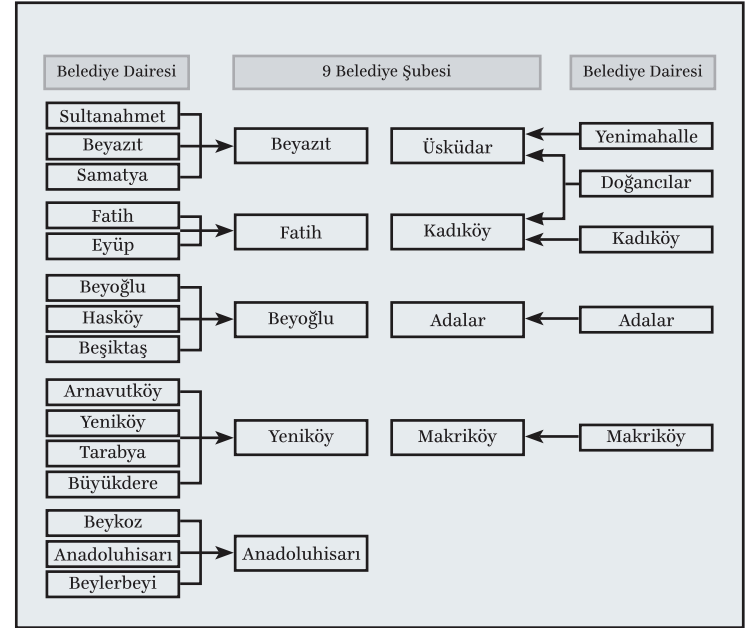 Belediye Dairesi
9 Belediye Şubesi
Belediye Dairesi
Sultanahmet
Beyazıt
Samatya
Beyazıt
Üsküdar
Yenimahalle
Doğancılar
Fatih
Eyüp
Fatih
Kadıköy
Kadıköy
Beyoğlu
Hasköy
Beşiktaş
Beyoğlu
Adalar
Adalar
Arnavutköy
Yeniköy
Tarabya
Büyükdere
Yeniköy
Makriköy
Makriköy
Beykoz
Anadoluhisarı
Beylerbeyi
Anadoluhisarı